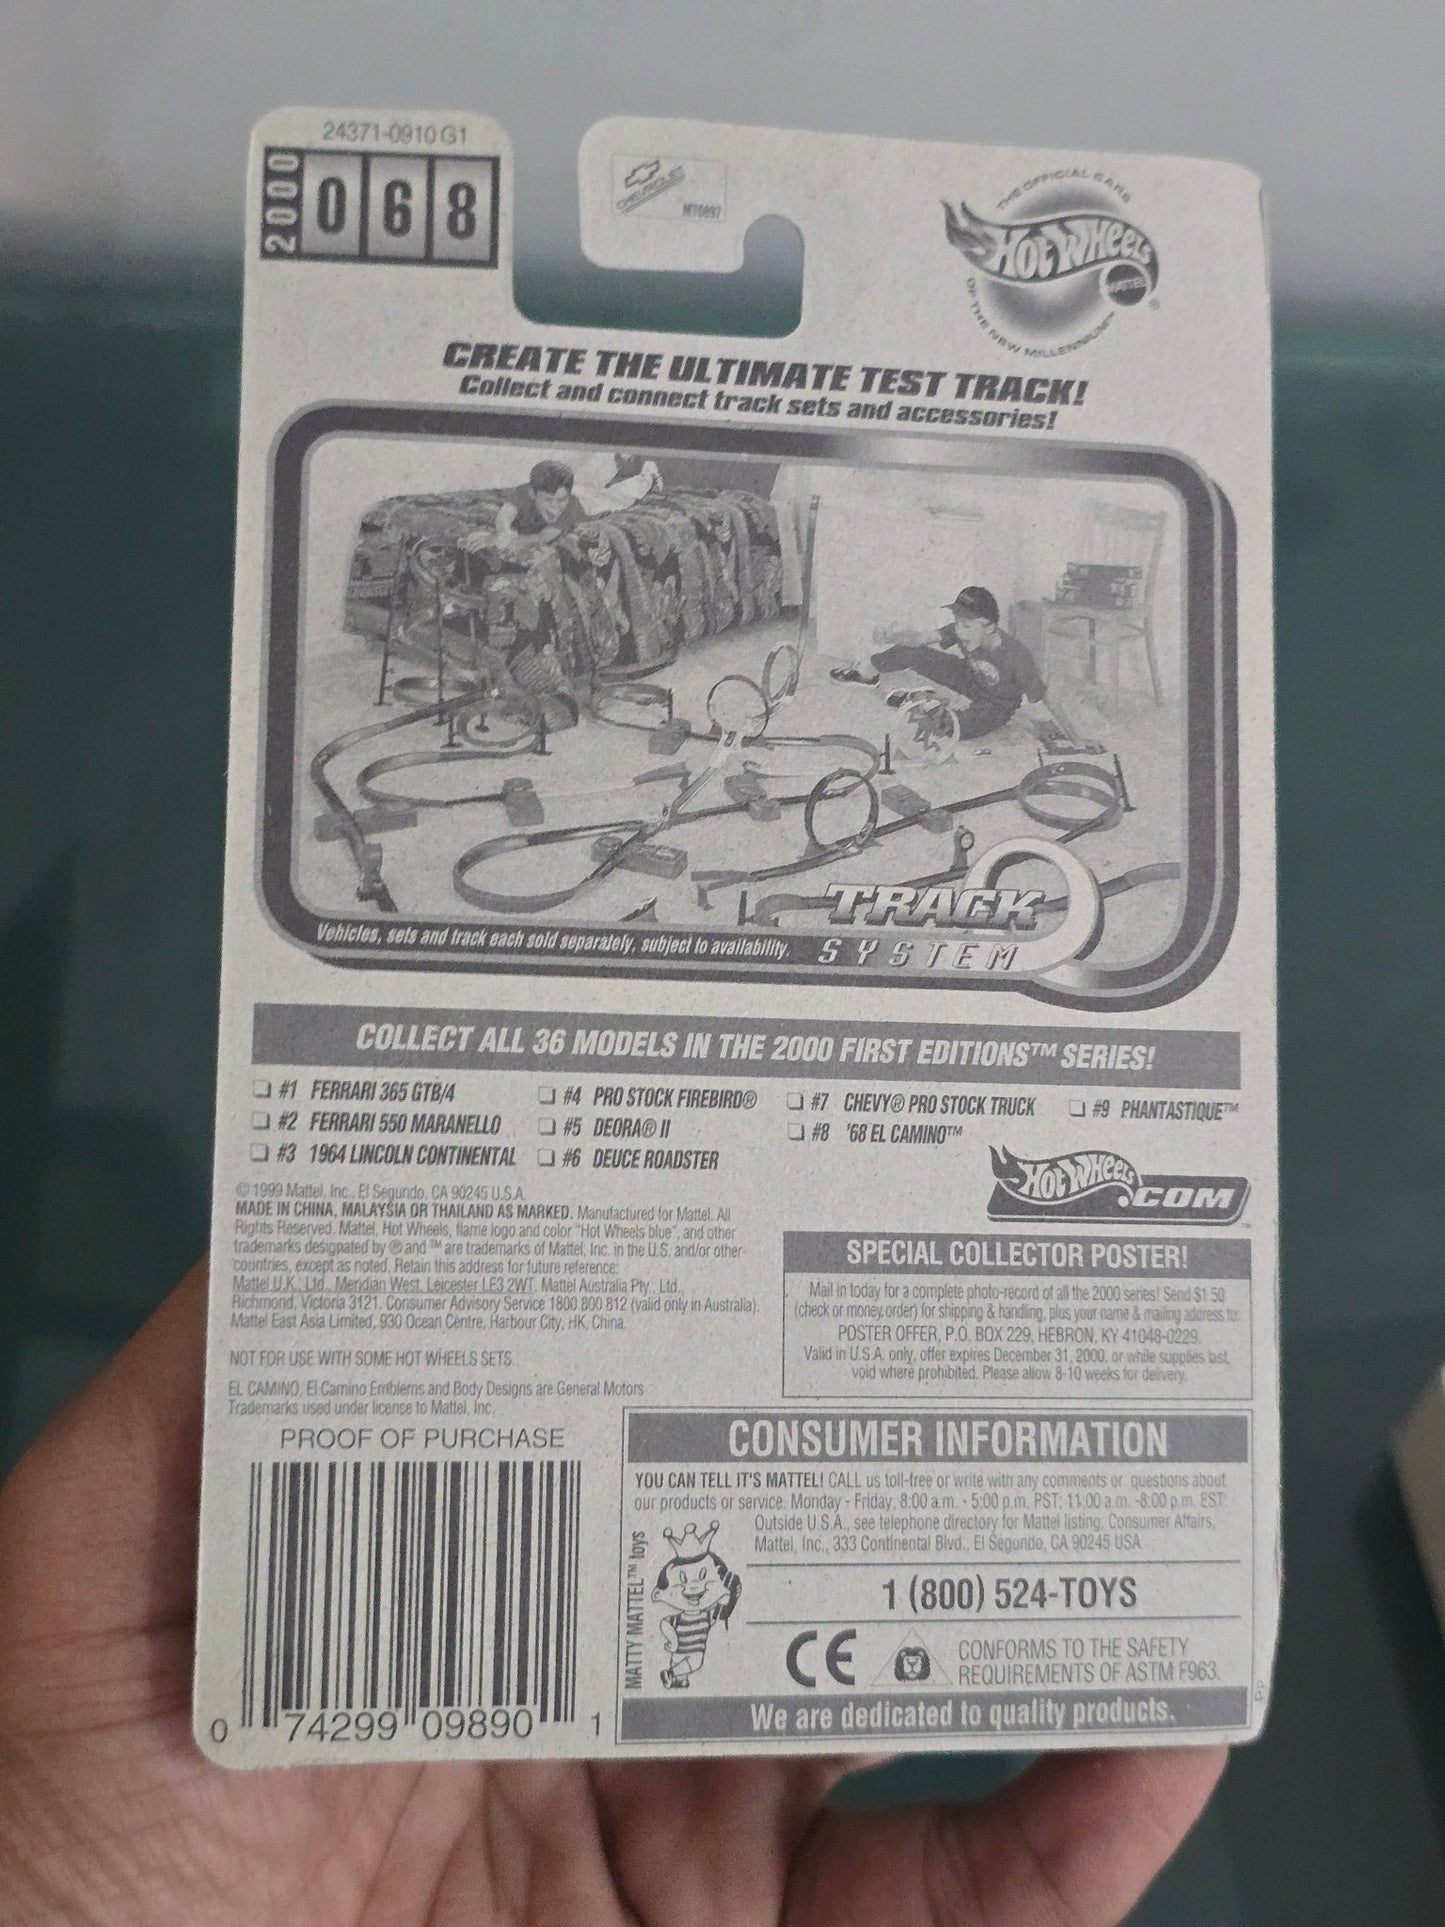 24371-0910 G1
2000
068
CHEVROLET
MT0897
THE OFFICIAL CARS
HOT WHEELS
MATTEL
®
OF THE NEW MILLENNIUM™
CREATE THE ULTIMATE TEST TRACK!
Collect and connect track sets and accessories!
TRACK
SYSTEM
Vehicles, sets and track each sold separately, subject to availability.
COLLECT ALL 36 MODELS IN THE 2000 FIRST EDITIONS™ SERIES!
#1 FERRARI 365 GTB/4
#2 FERRARI 550 MARANELLO
#3 1964 LINCOLN CONTINENTAL
#4 PRO STOCK FIREBIRD®
#5 DEORA® II
#6 DEUCE ROADSTER
#7 CHEVY® PRO STOCK TRUCK
#8 '68 EL CAMINO™
#9 PHANTASTIQUE™
HOT WHEELS.COM™
© 1999 Mattel, Inc., El Segundo, CA 90245 U.S.A.
MADE IN CHINA, MALAYSIA OR THAILAND AS MARKED. Manufactured for Mattel. All
Rights Reserved. Mattel, Hot Wheels, flame logo and color "Hot Wheels blue", and other
trademarks designated by ® and ™ are trademarks of Mattel, Inc. in the U.S. and/or other
countries, except as noted. Retain this address for future reference:
Mattel U.K., Ltd., Meridian West, Leicester LE3 2WT. Mattel Australia Pty., Ltd.,
Richmond, Victoria 3121. Consumer Advisory Service 1800 800 812 (valid only in Australia).
Mattel East Asia Limited, 930 Ocean Centre, Harbour City, HK, China.
NOT FOR USE WITH SOME HOT WHEELS SETS.
EL CAMINO, El Camino Emblems and Body Designs are General Motors
Trademarks used under license to Mattel, Inc.
SPECIAL COLLECTOR POSTER!
Mail in today for a complete photo-record of all the 2000 series! Send $1.50
(check or money order) for shipping & handling, plus your name & mailing address to:
POSTER OFFER, P.O. BOX 229, HEBRON, KY 41048-0229.
Valid in U.S.A. only, offer expires December 31, 2000, or while supplies last,
void where prohibited. Please allow 8-10 weeks for delivery.
PROOF OF PURCHASE
0 74299 09890 1
CONSUMER INFORMATION
YOU CAN TELL IT'S MATTEL! CALL us toll-free or write with any comments or questions about
our products or service. Monday - Friday, 8:00 a.m. - 5:00 p.m. PST; 11:00 a.m. -8:00 p.m. EST.
Outside U.S.A., see telephone directory for Mattel listing. Consumer Affairs,
Mattel, Inc., 333 Continental Blvd., El Segundo, CA 90245 USA
MATTY MATTEL™ toys
1 (800) 524-TOYS
CE
CONFORMS TO THE SAFETY
REQUIREMENTS OF ASTM F963.
We are dedicated to quality products.
PP